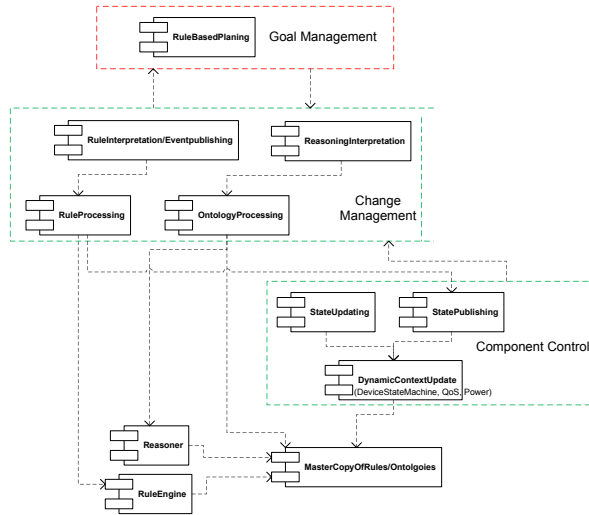 RuleBasedPlaning
Goal Management
RuleInterpretation/Eventpublishing
ReasoningInterpretation
RuleProcessing
OntologyProcessing
Change
Management
StateUpdating
StatePublishing
Component Control
DynamicContextUpdate
(DeviceStateMachine, QoS, Power)
Reasoner
MasterCopyOfRules/Ontolgoies
RuleEngine